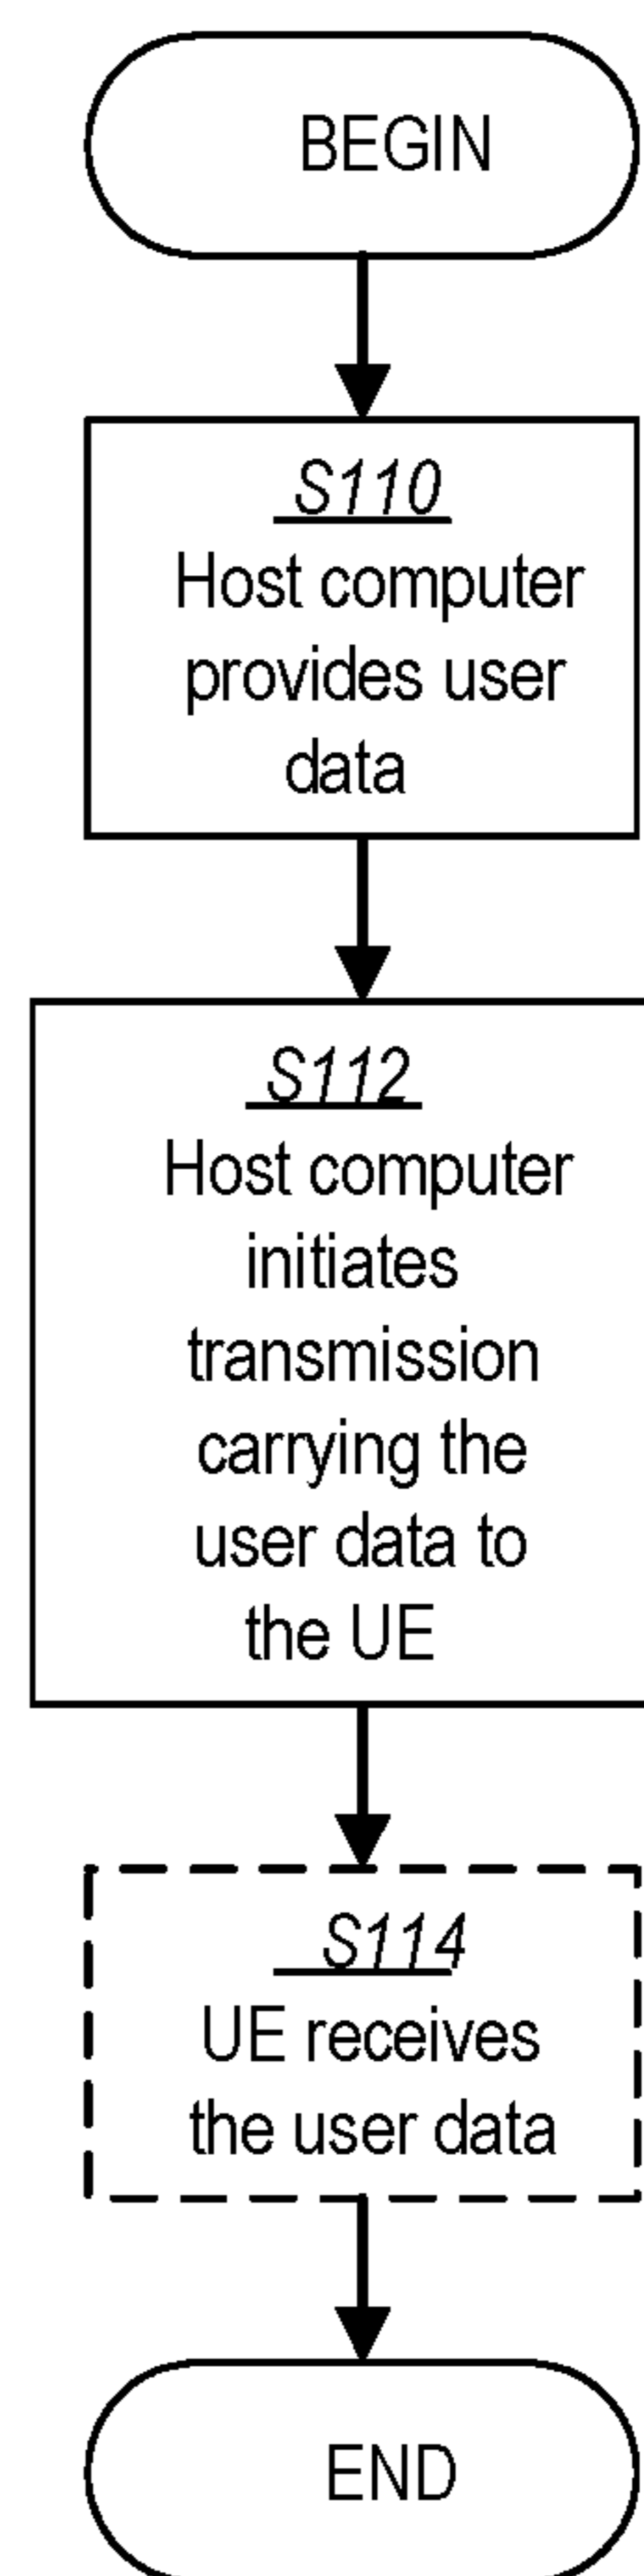 BEGIN
S110
Host computer
provides user
data
S112
Host computer
initiates
transmission
carrying the
user data to
the UE
S114
UE receives
the user data
END